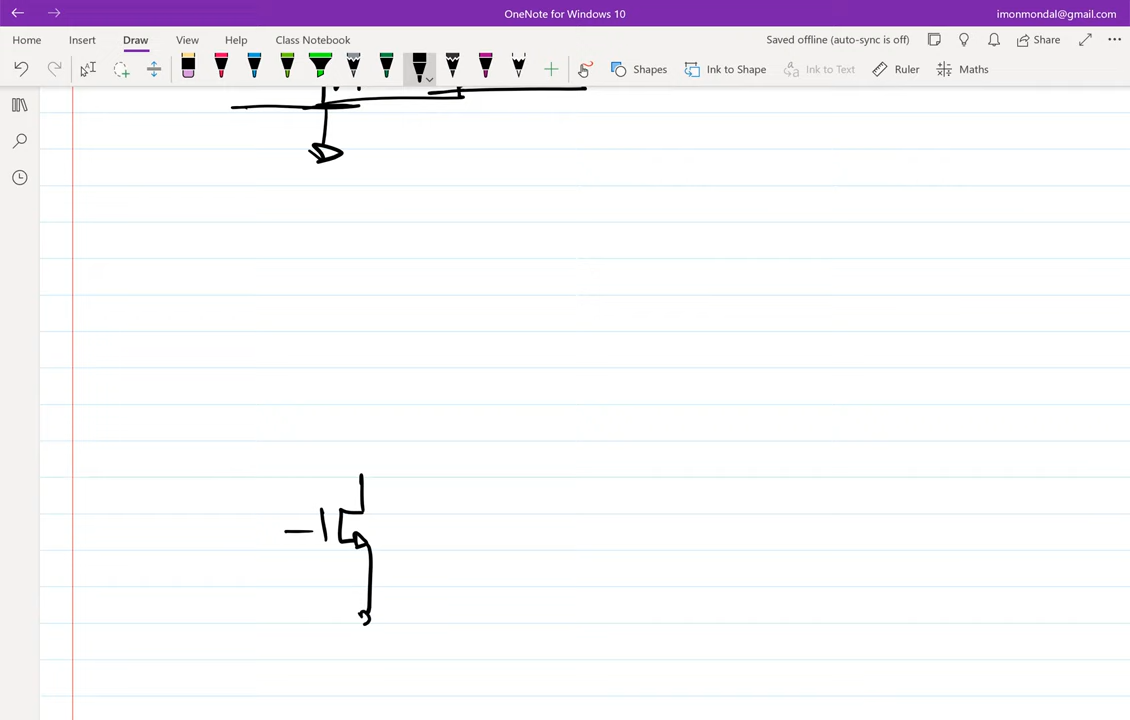 OneNote for Windows 10
imonmondal@gmail.com
Home Insert Draw View Help Class Notebook
Saved offline (auto-sync is off)
Share
Shapes
Ink to Shape
Ink to Text
Ruler
Maths